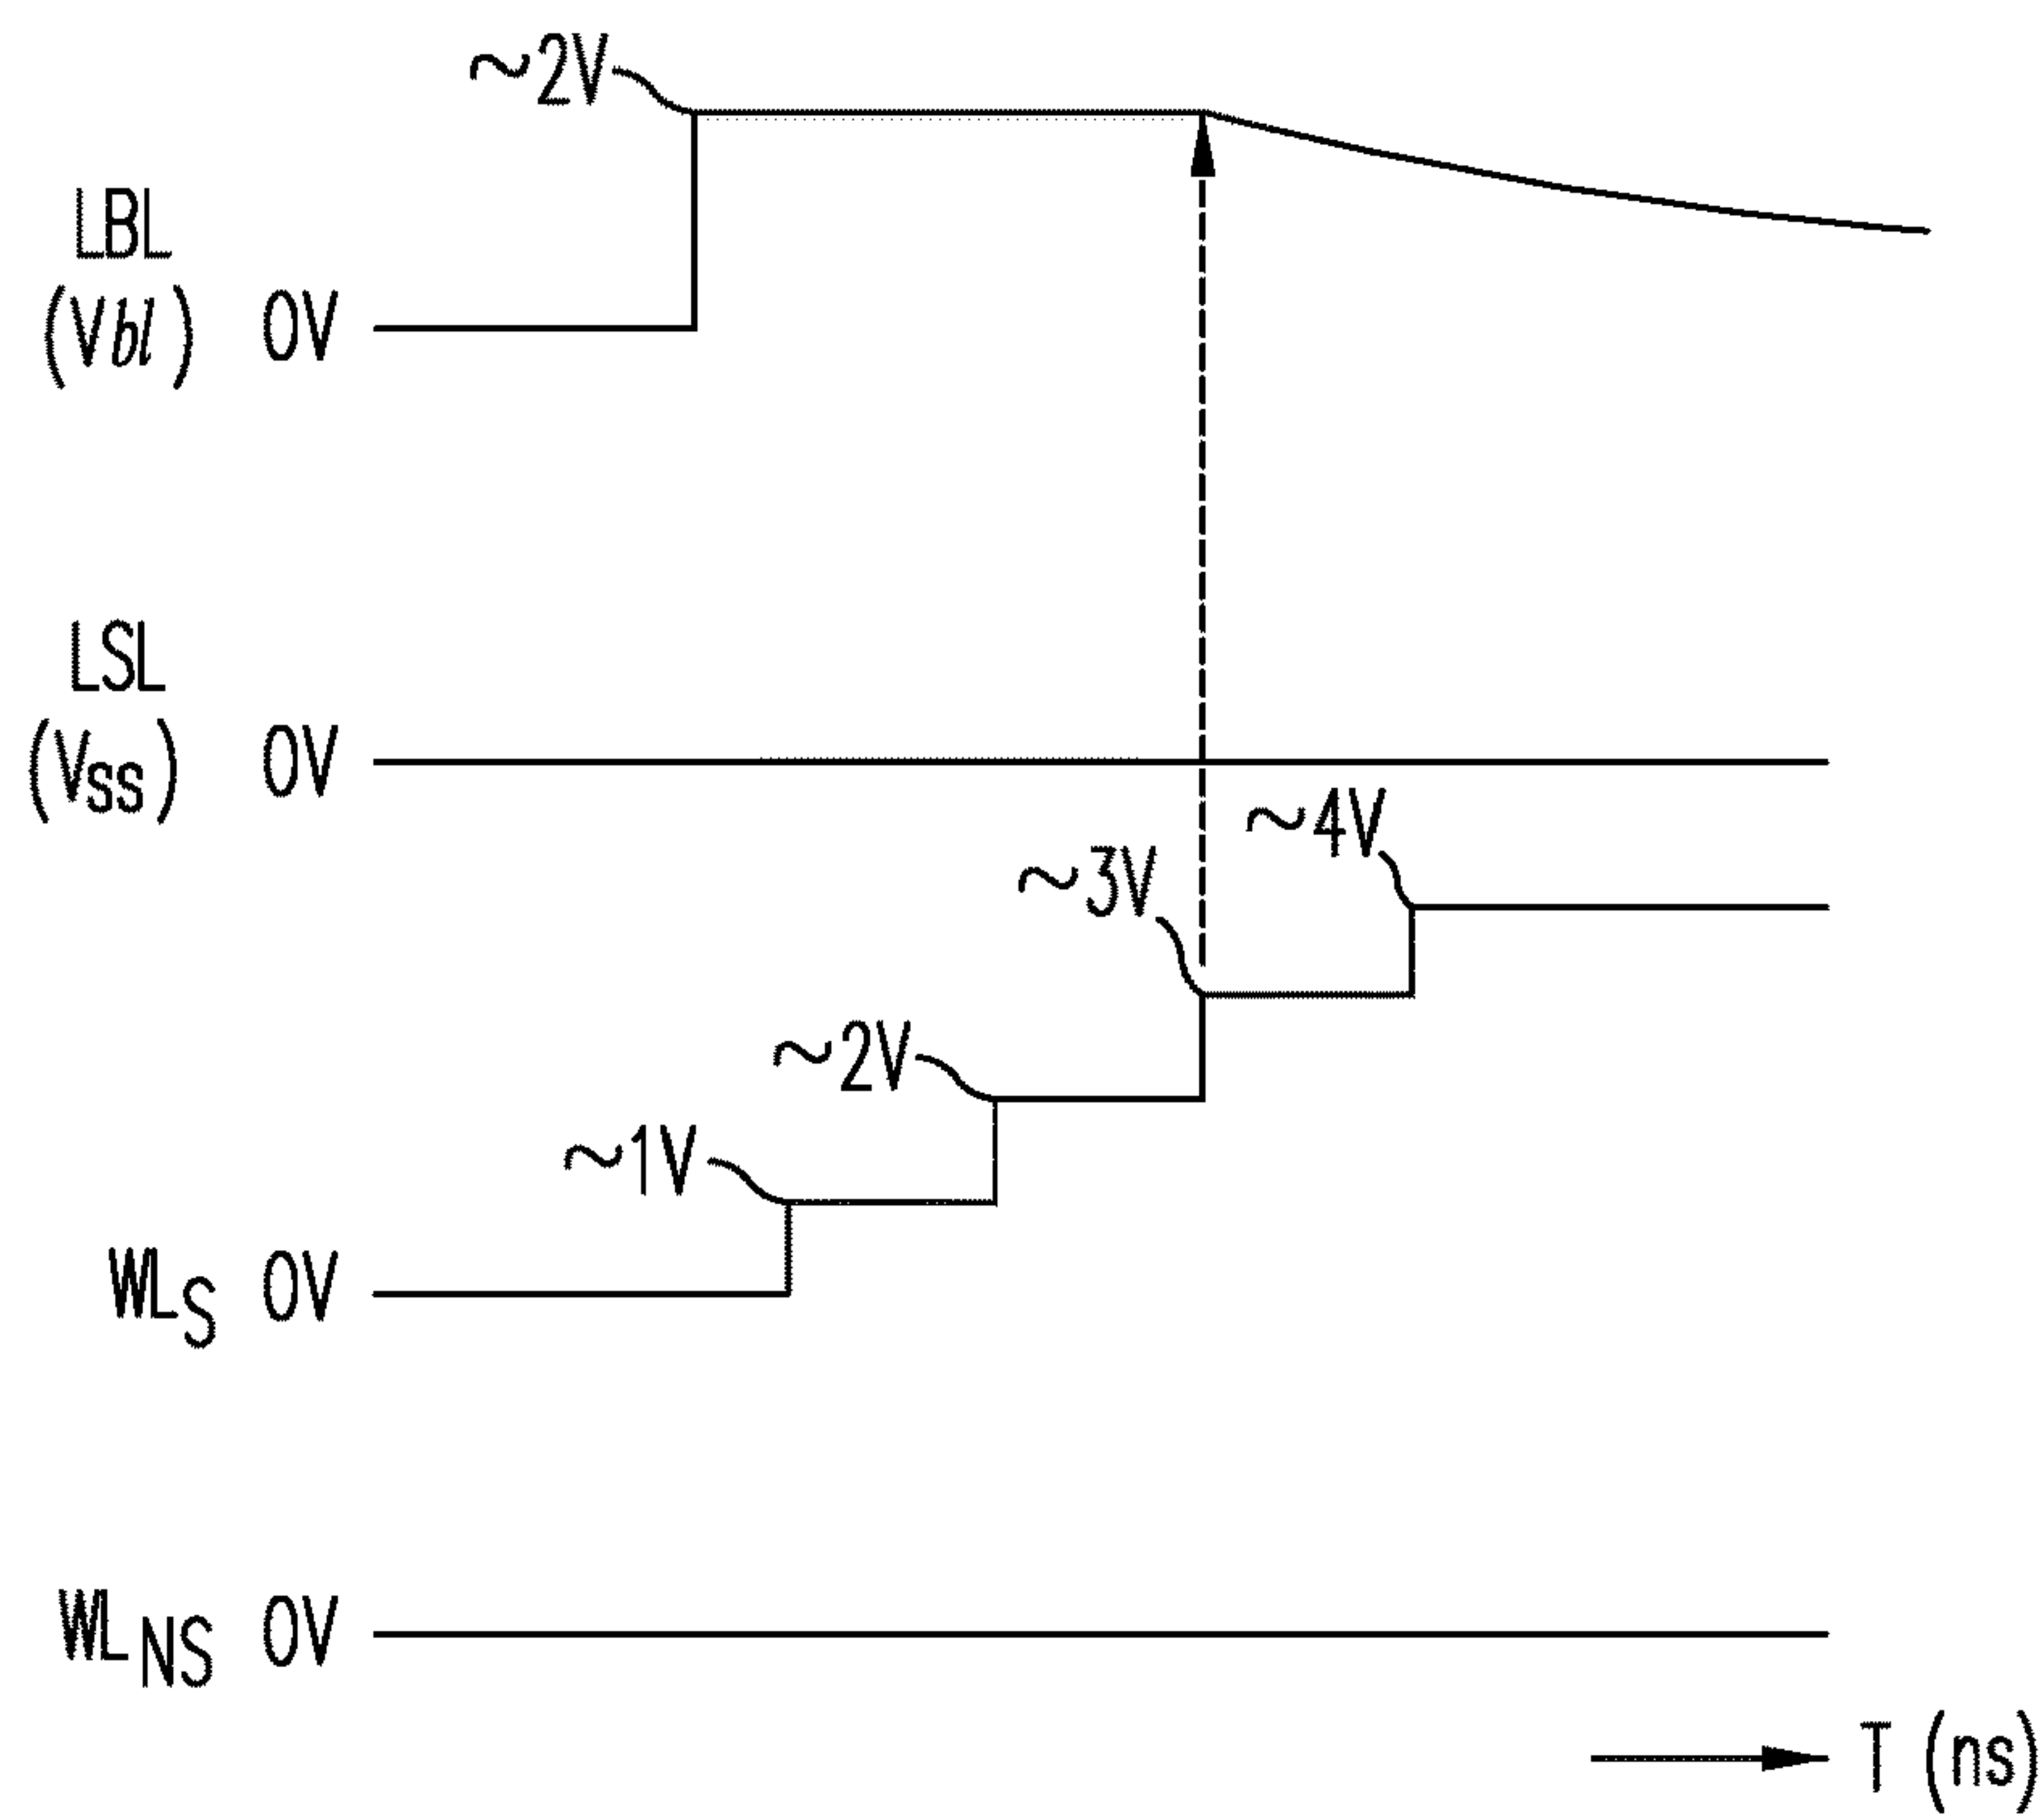 ~2V
LBL
(Vbl) 0V
LSL
(Vss) 0V
~4V
~3V
~2V
~1V
WLS 0V
WLNS 0V
T (ns)